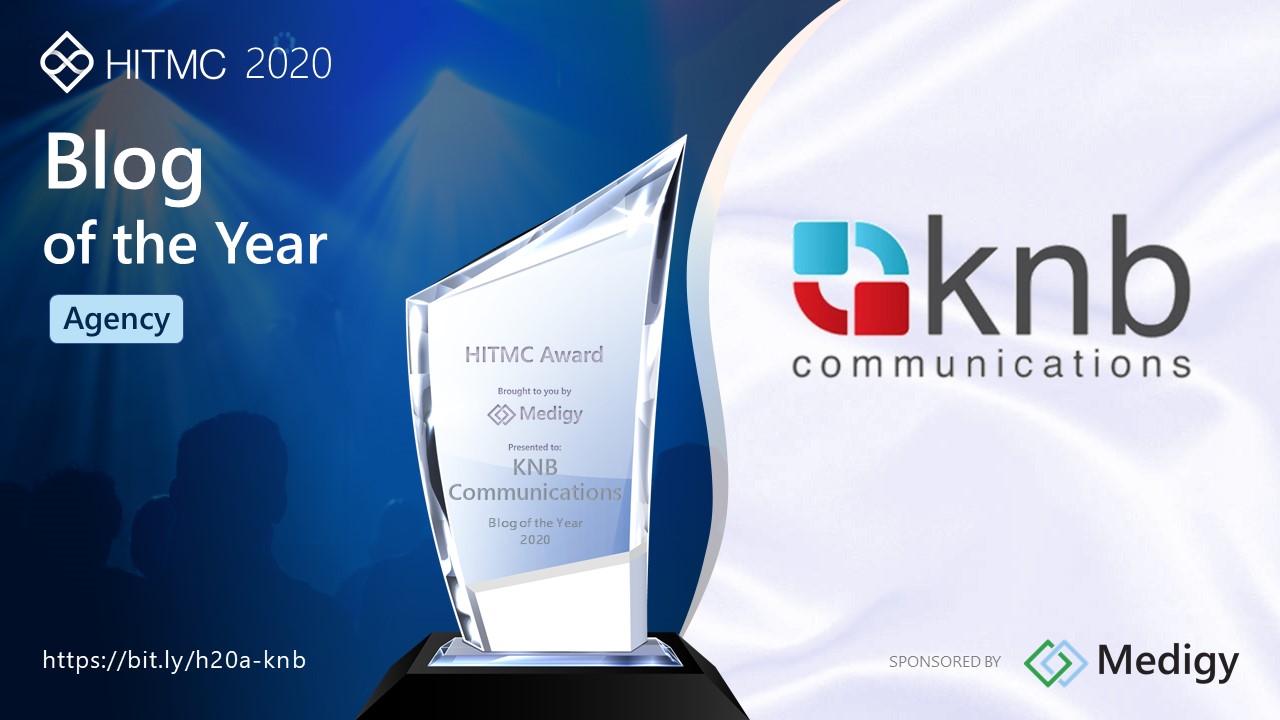 HITMC 2020
Blog
of the Year
Agency
HITMC Award
Brought to you by
Medigy
Presented to:
KNB
Communications
Blog of the Year
2020
https://bit.ly/h20a-knb
knb
communications
SPONSORED BY
Medigy